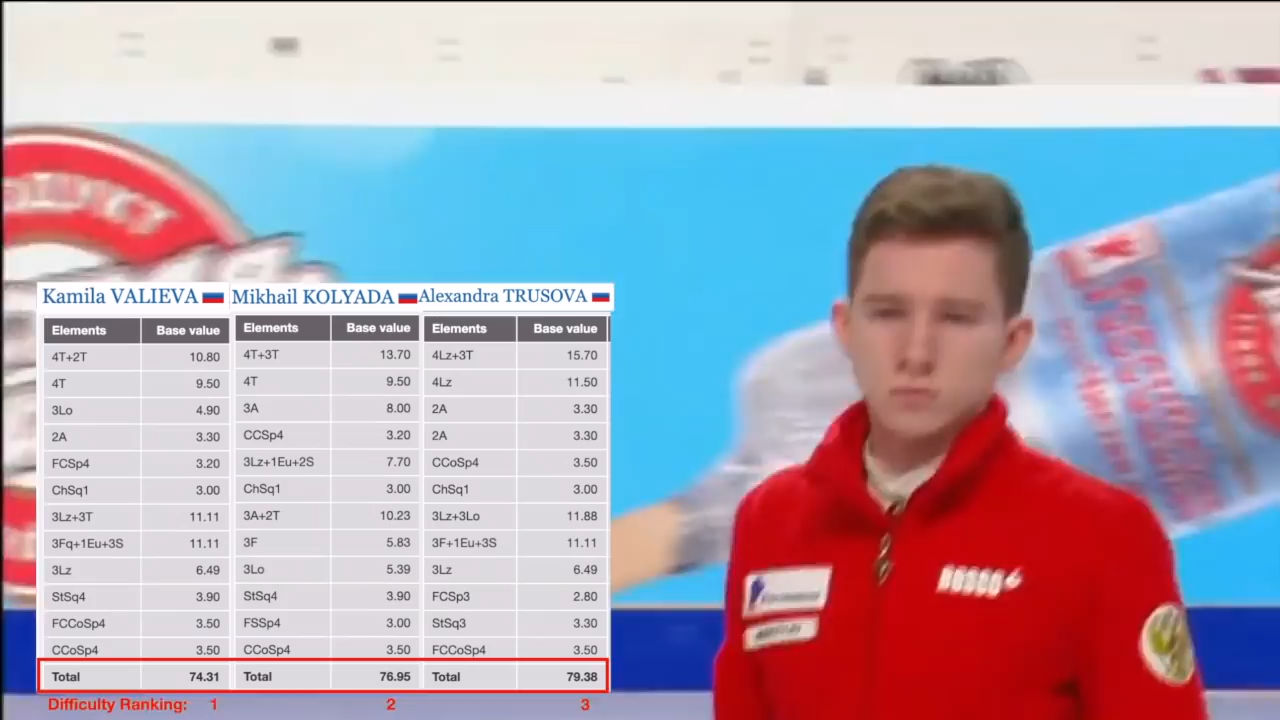 Kamila VALIEVA Mikhail KOLYADA Alexandra TRUSOVA
Elements Base value Elements Base value Elements Base value
4T+2T 10.80 4T+3T 13.70 4Lz+3T 15.70
4T 9.50 4T 9.50 4Lz 11.50
3Lo 4.90 3A 8.00 2A 3.30
2A 3.30 CCSp4 3.20 2A 3.30
FCSp4 3.20 3Lz+1Eu+2S 7.70 CCoSp4 3.50
ChSq1 3.00 ChSq1 3.00 ChSq1 3.00
3Lz+3T 11.11 3A+2T 10.23 3Lz+3Lo 11.88
3Fq+1Eu+3S 11.11 3F 5.83 3F+1Eu+3S 11.11
3Lz 6.49 3Lo 5.39 3Lz 6.49
StSq4 3.90 StSq4 3.90 FCSp3 2.80
FCCoSp4 3.50 FSSp4 3.00 StSq3 3.30
CCoSp4 3.50 CCoSp4 3.50 FCCoSp4 3.50
Total 74.31 Total 76.95 Total 79.38
Difficulty Ranking: 1 2 3